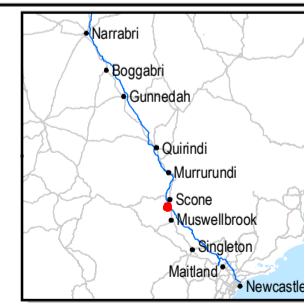 Narrabri
Boggabri
Gunnedah
Quirindi
Murrurundi
Scone
Muswellbrook
Singleton
Maitland
Newcastle